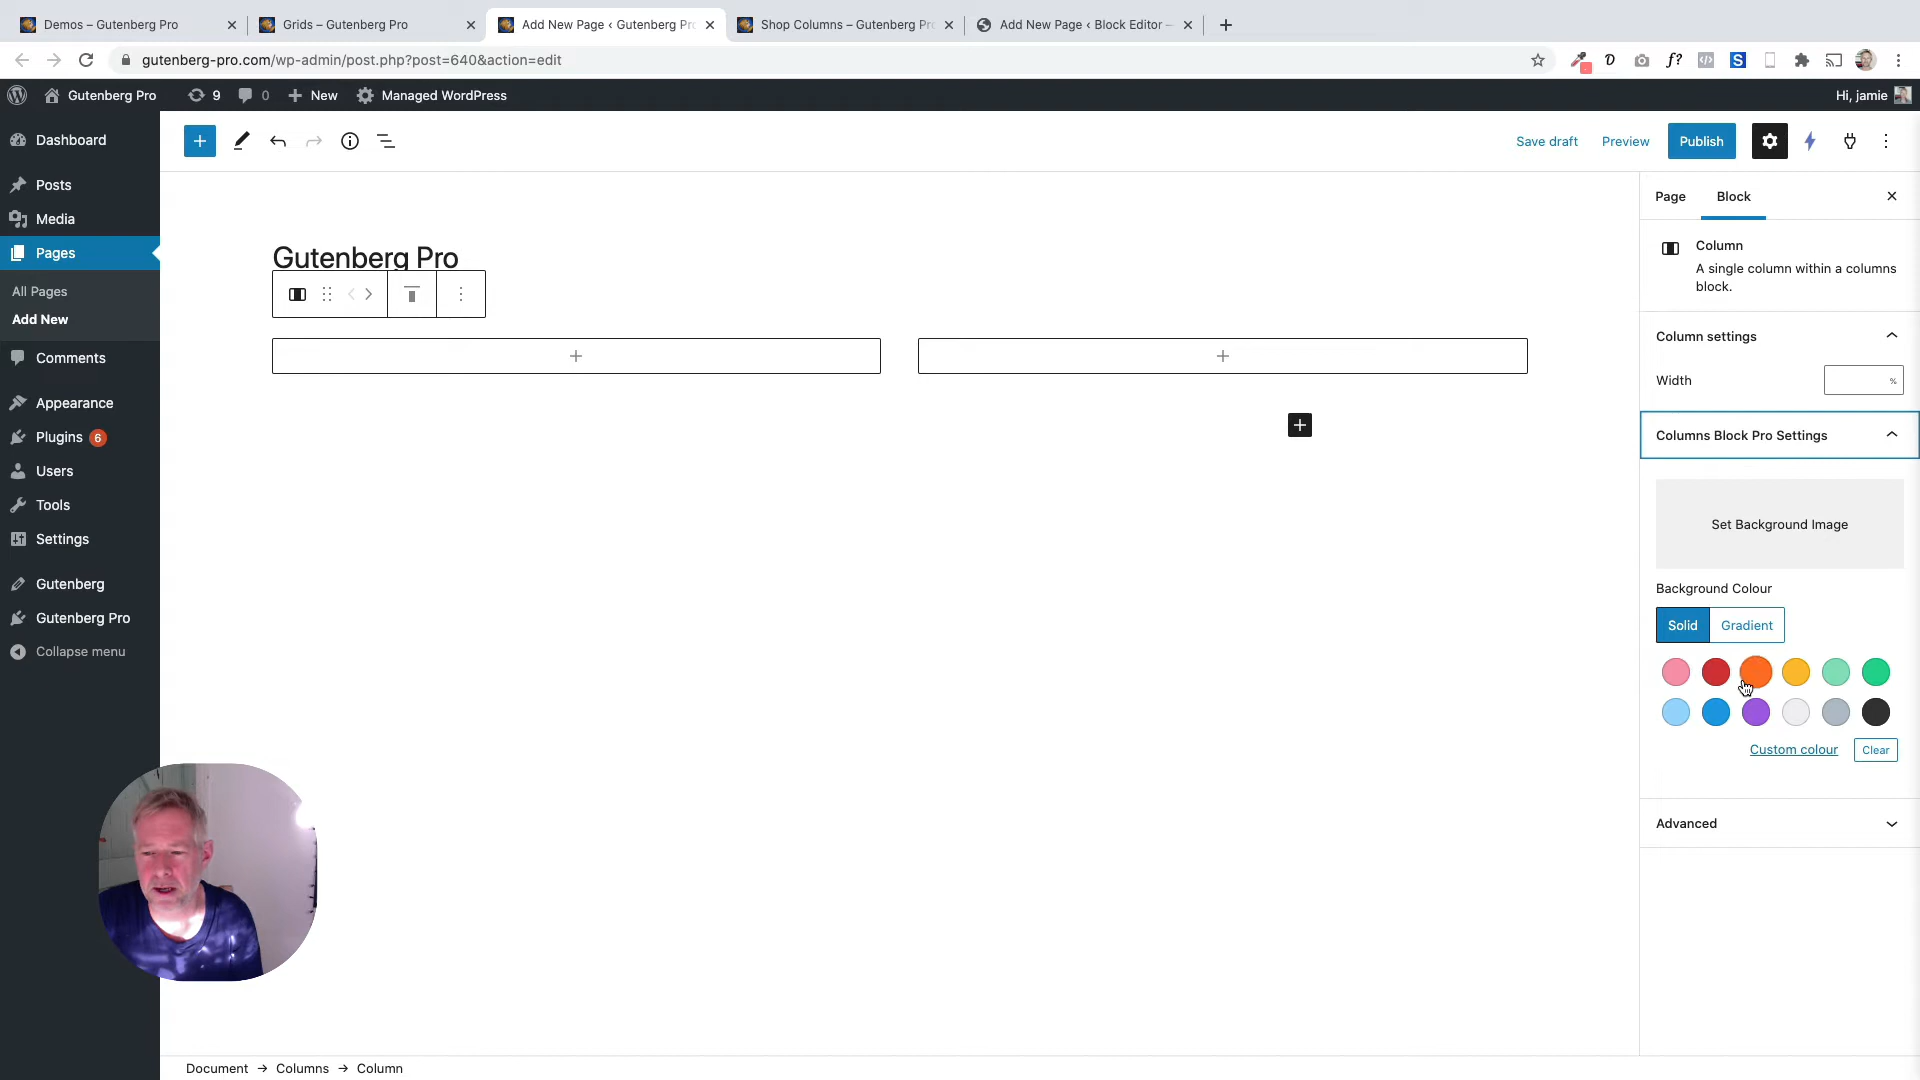 Demos – Gutenberg Pro
Grids – Gutenberg Pro
Add New Page ‹ Gutenberg Pr
Shop Columns – Gutenberg Pr
Add New Page ‹ Block Editor –
gutenberg-pro.com/wp-admin/post.php?post=640&action=edit
Gutenberg Pro
9
0
New
Managed WordPress
Hi, jamie
Dashboard
Posts
Media
Pages
All Pages
Add New
Comments
Appearance
Plugins 6
Users
Tools
Settings
Gutenberg
Gutenberg Pro
Collapse menu
Save draft
Preview
Publish
Gutenberg Pro
Page
Block
Column
A single column within a columns
block.
Column settings
Width
%
Columns Block Pro Settings
Set Background Image
Background Colour
Solid
Gradient
Custom colour
Clear
Advanced
Document → Columns → Column